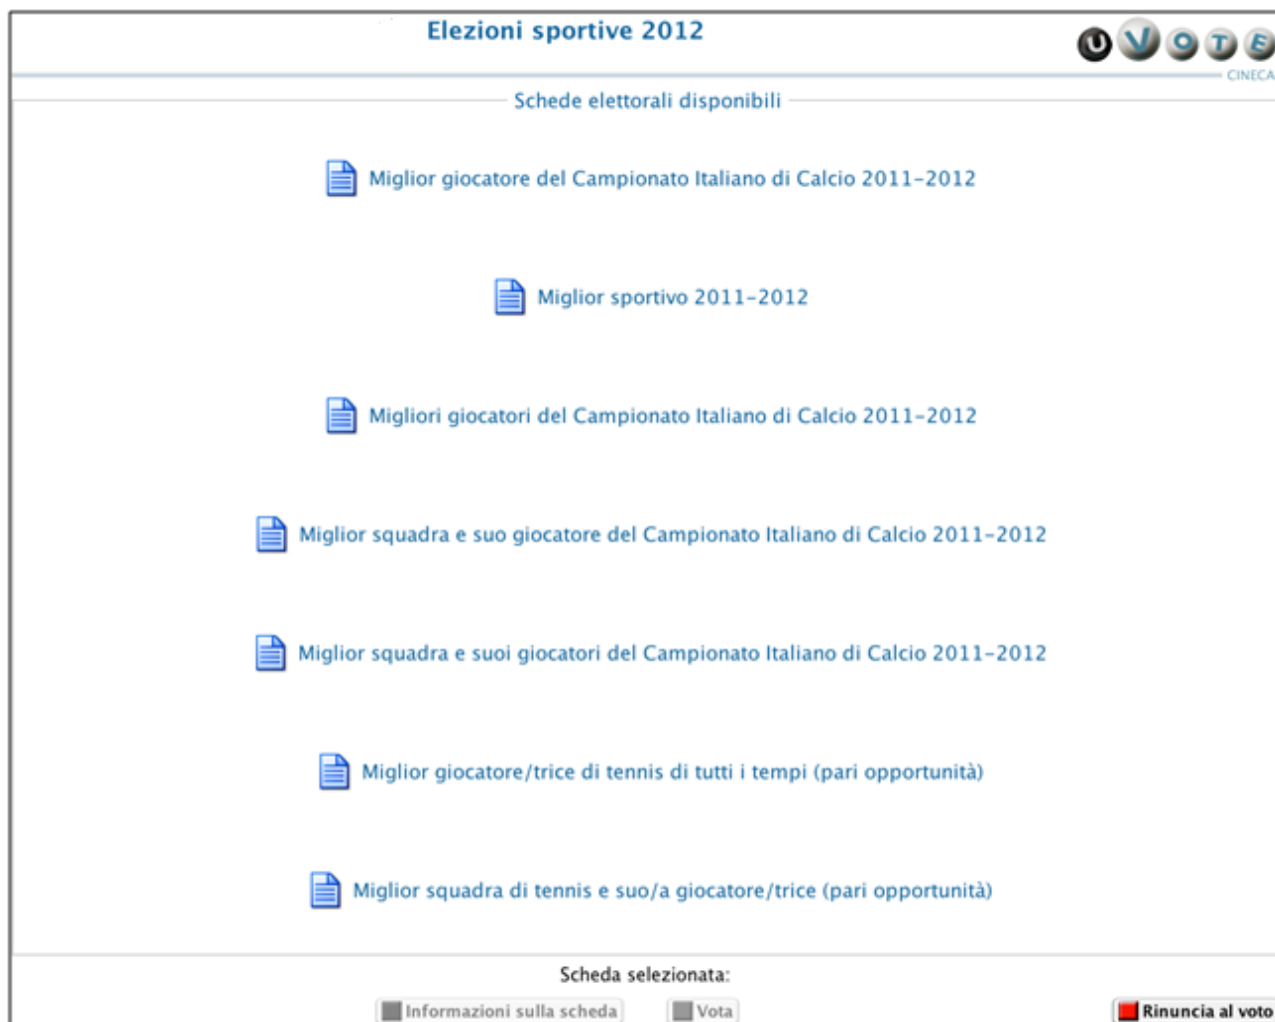 Elezioni sportive 2012
U VOTE
CINECA
Schede elettorali disponibili
Miglior giocatore del Campionato Italiano di Calcio 2011-2012
Miglior sportivo 2011-2012
Migliori giocatori del Campionato Italiano di Calcio 2011-2012
Miglior squadra e suo giocatore del Campionato Italiano di Calcio 2011-2012
Miglior squadra e suoi giocatori del Campionato Italiano di Calcio 2011-2012
Miglior giocatore/trice di tennis di tutti i tempi (pari opportunità)
Miglior squadra di tennis e suo/a giocatore/trice (pari opportunità)
Scheda selezionata:
Informazioni sulla scheda Vota Rinuncia al voto